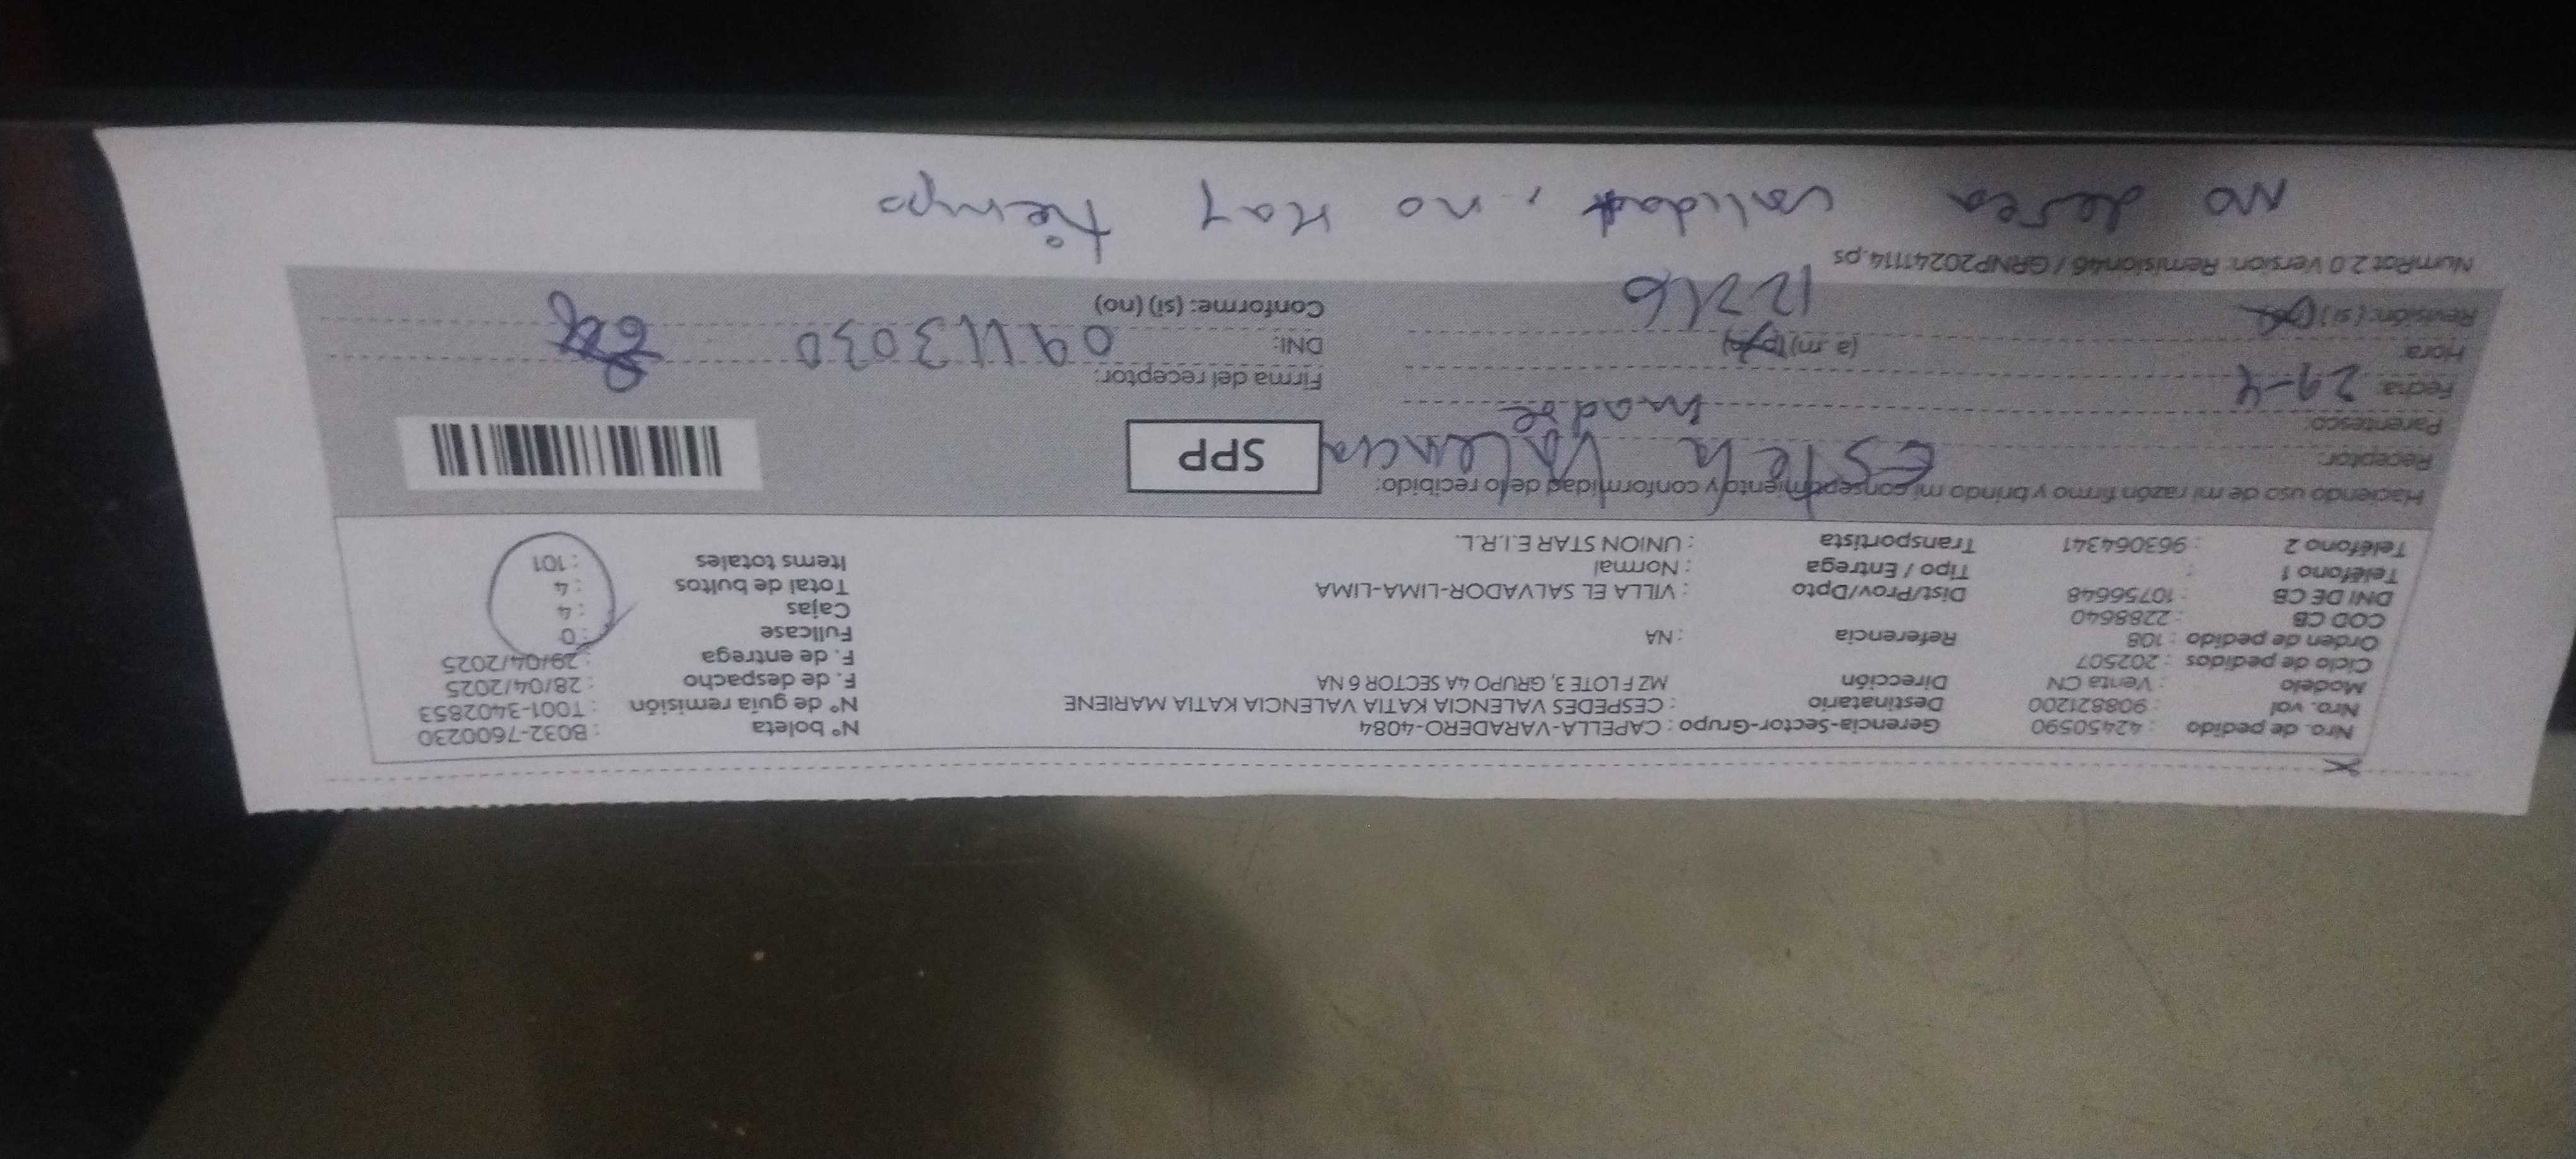 Nro. de pedido : 42450590 Gerencia-Sector-Grupo : CAPELLA-VARADERO-4084 N° boleta : B032-7600230
Nro. val : 908821200 Destinatario : CESPEDES VALENCIA KATIA VALENCIA KATIA MARIENE N° de guía remisión : T001-3402853
Modelo : Venta CN Dirección MZ F LOTE 3, GRUPO 4A SECTOR 6 NA F. de despacho : 28/04/2025
Ciclo de pedidos : 202507 F. de entrega : 29/04/2025
Orden de pedido : 108 Referencia : NA Fullcase : 0
COD CB : 2288640 Cajas : 4
DNI DE CB : 10756648 Dist/Prov/Dpto : VILLA EL SALVADOR-LIMA-LIMA Total de bultos : 4
Teléfono 1 : Tipo / Entrega : Normal Items totales : 101
Teléfono 2 : 963064341 Transportista : UNION STAR E.I.R.L.
Haciendo uso de mi razón firmo y brindo mi consentimiento y conformidad de lo recibido:
Receptor: Estela Valencia SPP
Parentesco: madre
Fecha: 29-4 Firma del receptor:
Hora: (a.m) (p.m) DNI: 09113030
Revisión: (si) (no) 1226 Conforme: (si) (no)
NumRot 2.0 Version: Remision46 / GRNP20241114.ps
No desea validar, no hay tiempo